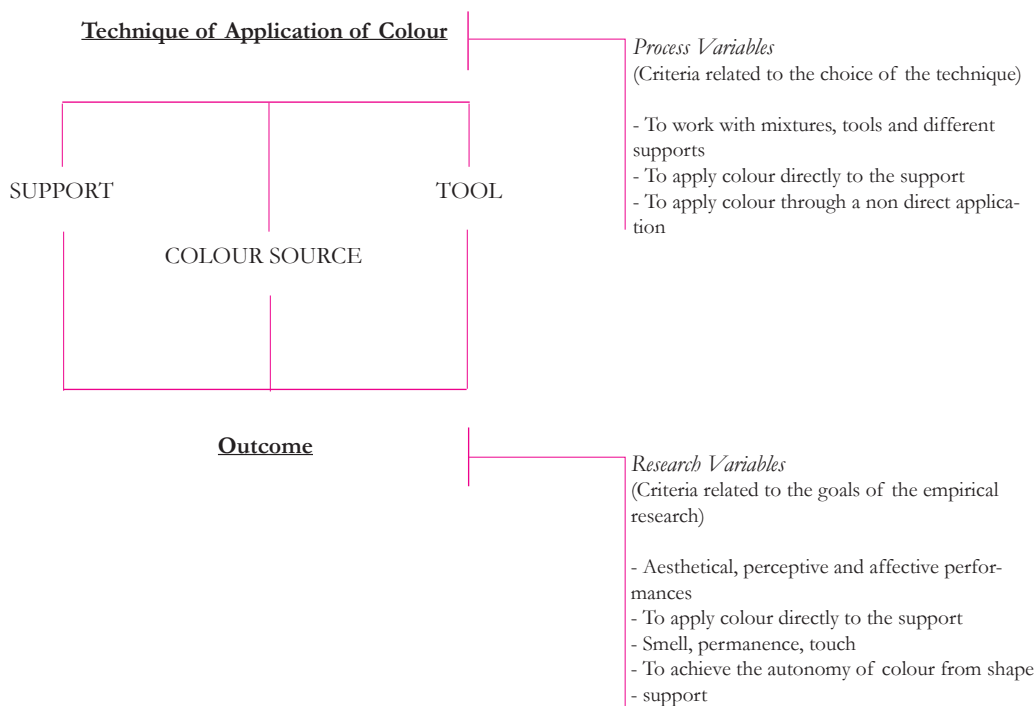 Technique of Application of Colour
Process Variables
(Criteria related to the choice of the technique)
- To work with mixtures, tools and different
supports
- To apply colour directly to the support
- To apply colour through a non direct applica-
tion
SUPPORT
TOOL
COLOUR SOURCE
Outcome
Research Variables
(Criteria related to the goals of the empirical
research)
- Aesthetical, perceptive and affective perfor-
mances
- To apply colour directly to the support
- Smell, permanence, touch
- To achieve the autonomy of colour from shape
- support